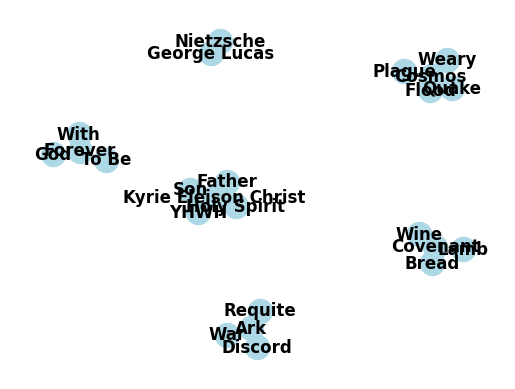 Nietzsche
George Lucas
Weary
Plague
Cosmos
Flood
Quake
With
Forever
God
To Be
Father
Son
Kyrie Eleison Christ
Holy Spirit
YHWH
Wine
Covenant
Lamb
Bread
Requite
Ark
War
Discord